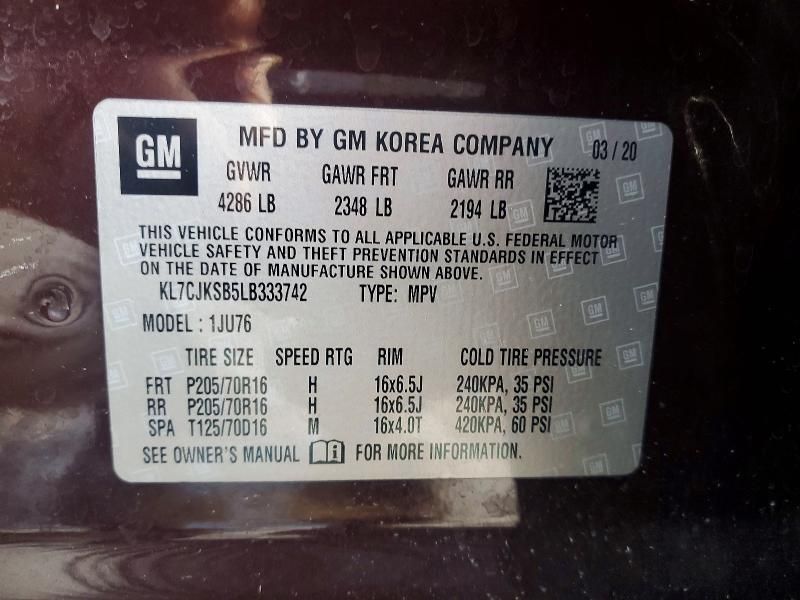 GM MFD BY GM KOREA COMPANY 03 / 20
GVWR GAWR FRT GAWR RR
4286 LB 2348 LB 2194 LB
THIS VEHICLE CONFORMS TO ALL APPLICABLE U.S. FEDERAL MOTOR
VEHICLE SAFETY AND THEFT PREVENTION STANDARDS IN EFFECT
ON THE DATE OF MANUFACTURE SHOWN ABOVE.
KL7CJKSB5LB333742 TYPE: MPV
MODEL : 1JU76
TIRE SIZE SPEED RTG RIM COLD TIRE PRESSURE
FRT P205/70R16 H 16x6.5J 240KPA, 35 PSI
RR P205/70R16 H 16x6.5J 240KPA, 35 PSI
SPA T125/70D16 M 16x4.0T 420KPA, 60 PSI
SEE OWNER'S MANUAL FOR MORE INFORMATION.